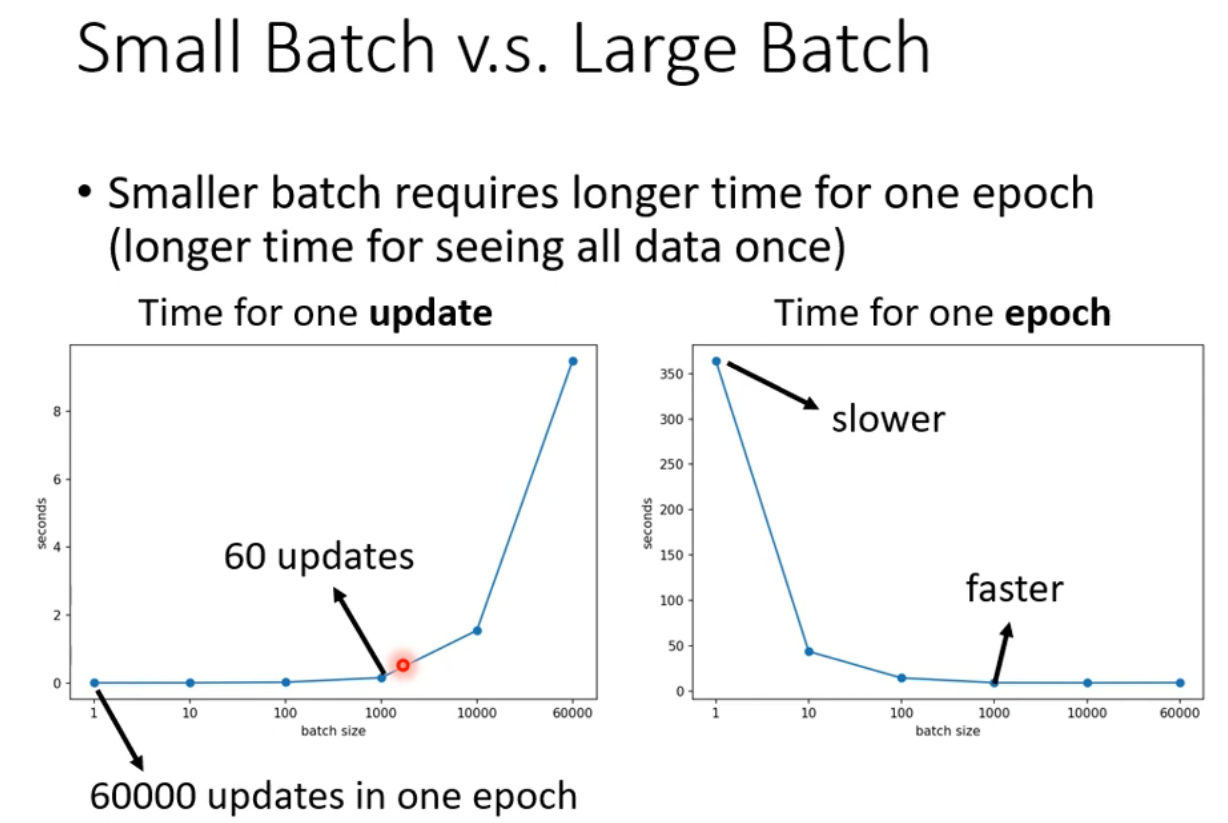 Small Batch v.s. Large Batch
• Smaller batch requires longer time for one epoch
(longer time for seeing all data once)
Time for one update
8
6
4
2
0
seconds
60 updates
1
10
100
1000
10000
60000
batch size
60000 updates in one epoch
Time for one epoch
350
300
250
200
150
100
50
0
seconds
slower
faster
1
10
100
1000
10000
60000
batch size